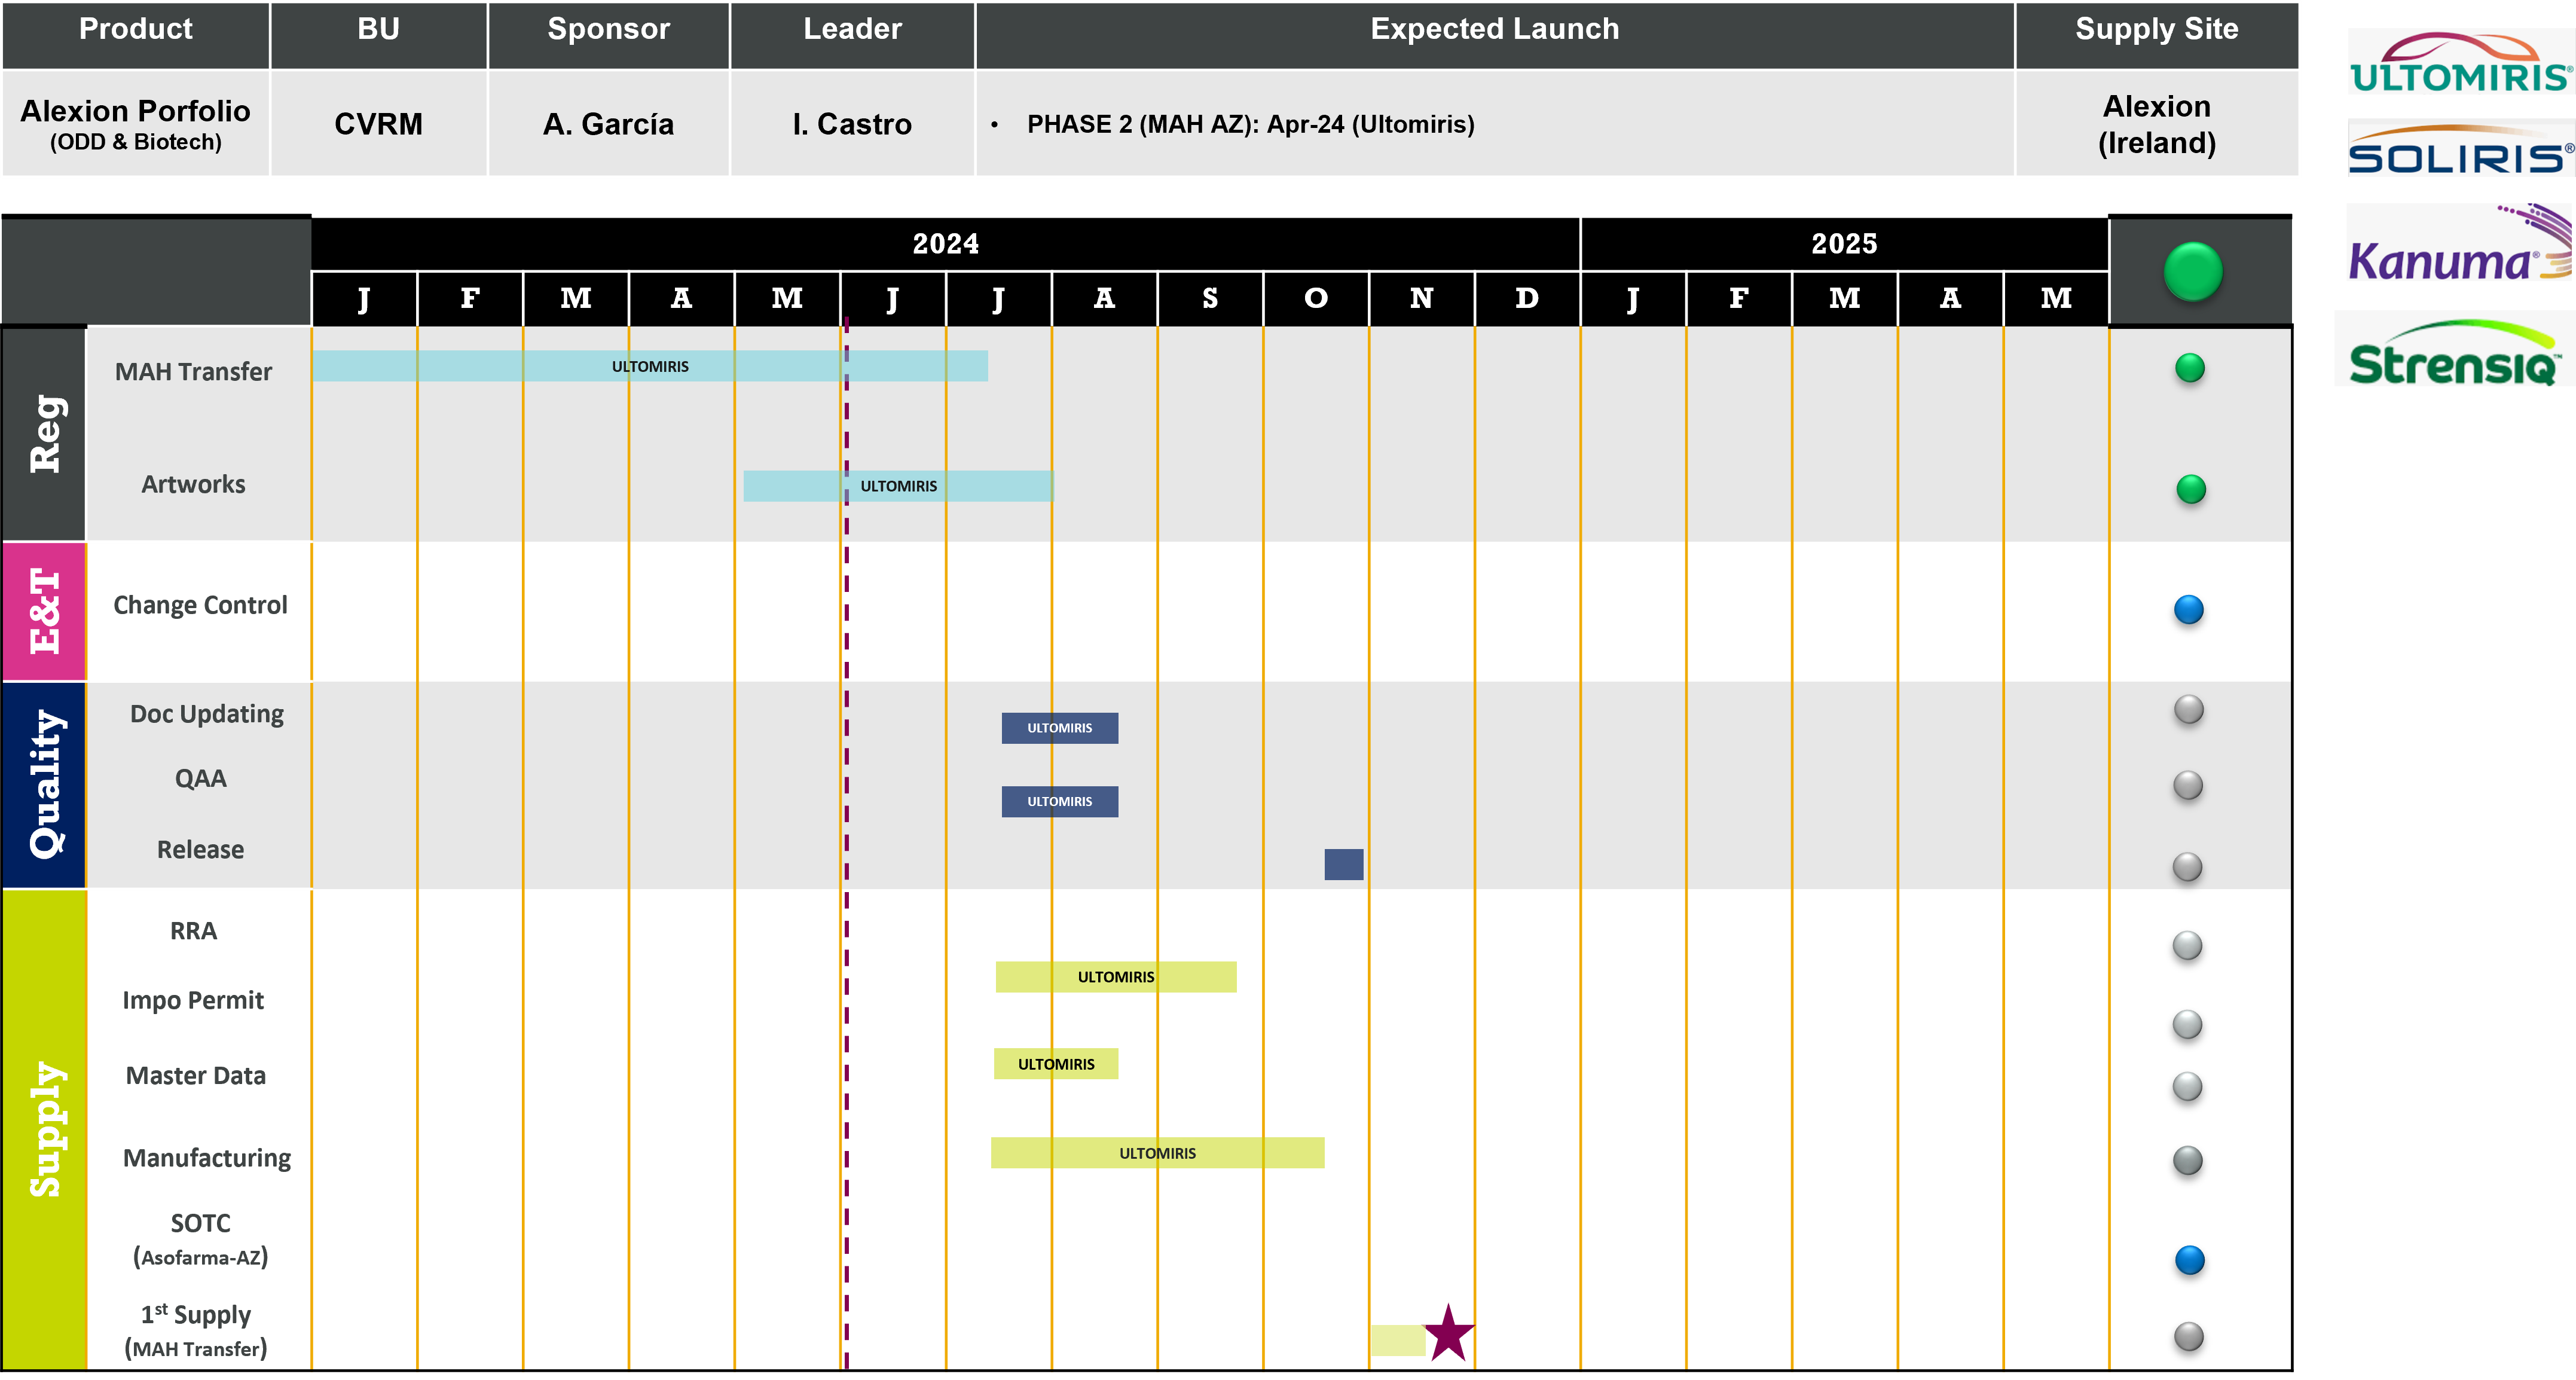 Product BU Sponsor Leader Expected Launch Supply Site
Alexion Porfolio
(ODD & Biotech)
CVRM
A. García
I. Castro
• PHASE 2 (MAH AZ): Apr-24 (Ultomiris)
Alexion
(Ireland)
ULTOMIRIS®
SOLIRIS®
Kanuma®
StrensiQ™
2024 2025
J F M A M J J A S O N D J F M A M
Reg
MAH Transfer
ULTOMIRIS
Artworks
ULTOMIRIS
E&T
Change Control
Quality
Doc Updating
ULTOMIRIS
QAA
ULTOMIRIS
Release
Supply
RRA
ULTOMIRIS
Impo Permit
ULTOMIRIS
Master Data
Manufacturing
ULTOMIRIS
SOTC
(Asofarma-AZ)
1st Supply
(MAH Transfer)